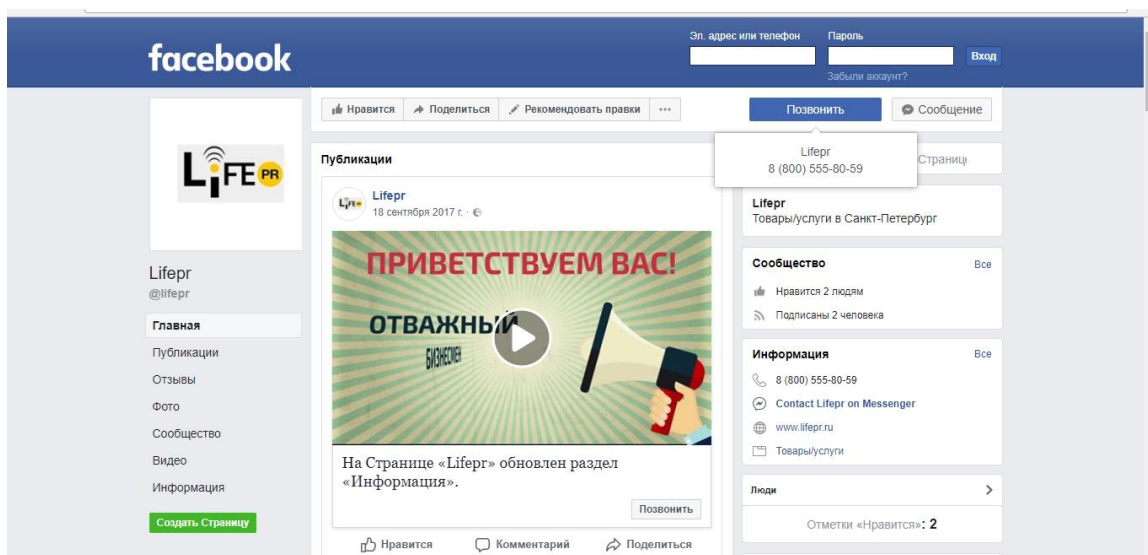 facebook
Эл. адрес или телефон
Пароль
Вход
Забыли аккаунт?
LiFE PR
Lifepr
@lifepr
Главная
Публикации
Отзывы
Фото
Сообщество
Видео
Информация
Создать Страницу
Нравится
Поделиться
Рекомендовать правки
Позвонить
Сообщение
Lifepr
8 (800) 555-80-59
Публикации
Lifepr
18 сентября 2017 г.
ПРИВЕТСТВУЕМ ВАС!
ОТВАЖНЫЙ
БИЗНЕСМЕН
На Странице «Lifepr» обновлен раздел
«Информация».
Позвонить
Нравится
Комментарий
Поделиться
Lifepr
Товары/услуги в Санкт-Петербург
Сообщество
Все
Нравится 2 людям
Подписаны 2 человека
Информация
Все
8 (800) 555-80-59
Contact Lifepr on Messenger
www.lifepr.ru
Товары/услуги
Люди
Отметки «Нравится»: 2